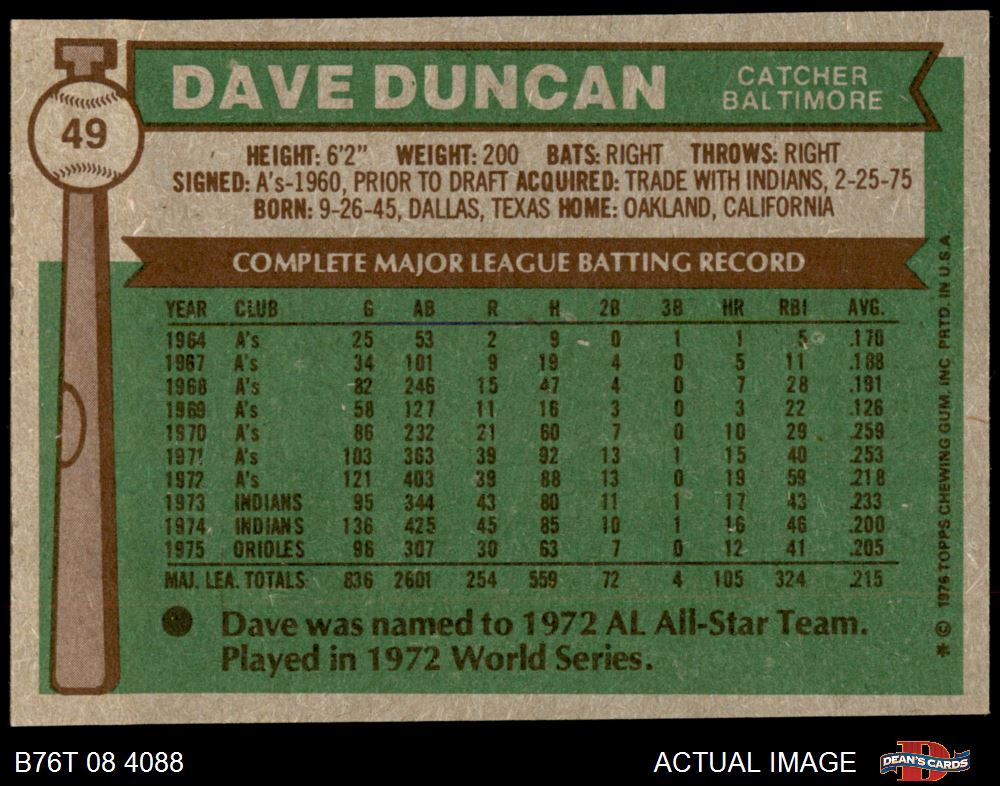 49
DAVE DUNCAN
CATCHER
BALTIMORE
HEIGHT: 6'2" WEIGHT: 200 BATS: RIGHT THROWS: RIGHT
SIGNED: A's-1960, PRIOR TO DRAFT ACQUIRED: TRADE WITH INDIANS, 2-25-75
BORN: 9-26-45, DALLAS, TEXAS HOME: OAKLAND, CALIFORNIA
COMPLETE MAJOR LEAGUE BATTING RECORD
YEAR CLUB G AB R H 2B 3B HR RBI AVG.
1964 A's 25 53 2 9 0 1 1 5 .170
1967 A's 34 101 9 19 4 0 5 11 .188
1968 A's 82 246 15 47 4 0 7 28 .191
1969 A's 58 127 11 16 3 0 3 22 .126
1970 A's 86 232 21 60 7 0 10 29 .259
1971 A's 103 363 39 92 13 1 15 40 .253
1972 A's 121 403 39 88 13 0 19 59 .218
1973 INDIANS 95 344 43 80 11 1 17 43 .233
1974 INDIANS 136 425 45 85 10 1 16 46 .200
1975 ORIOLES 96 307 30 63 7 0 12 41 .205
MAJ. LEA. TOTALS 836 2601 254 559 72 4 105 324 .215
Dave was named to 1972 AL All-Star Team.
Played in 1972 World Series.
* © 1976 TOPPS CHEWING GUM, INC. PRTD. IN U.S.A.
B76T 08 4088
ACTUAL IMAGE
DEAN'S CARDS